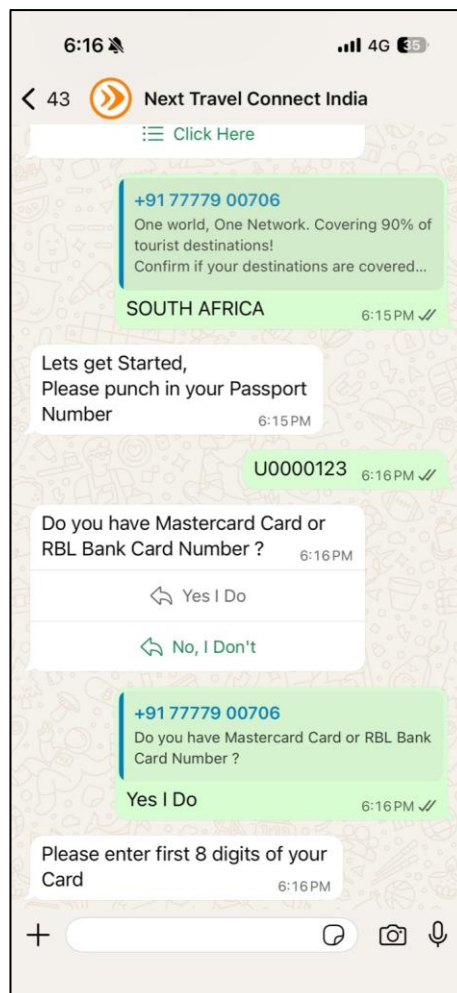 6:16
4G 35
43 Next Travel Connect India
Click Here
+91 77779 00706
One world, One Network. Covering 90% of
tourist destinations!
Confirm if your destinations are covered...
SOUTH AFRICA
6:15 PM
Lets get Started,
Please punch in your Passport
Number
6:15 PM
U0000123 6:16 PM
Do you have Mastercard Card or
RBL Bank Card Number ? 6:16 PM
Yes I Do
No, I Don't
+91 77779 00706
Do you have Mastercard Card or RBL Bank
Card Number ?
Yes I Do
6:16 PM
Please enter first 8 digits of your
Card
6:16 PM